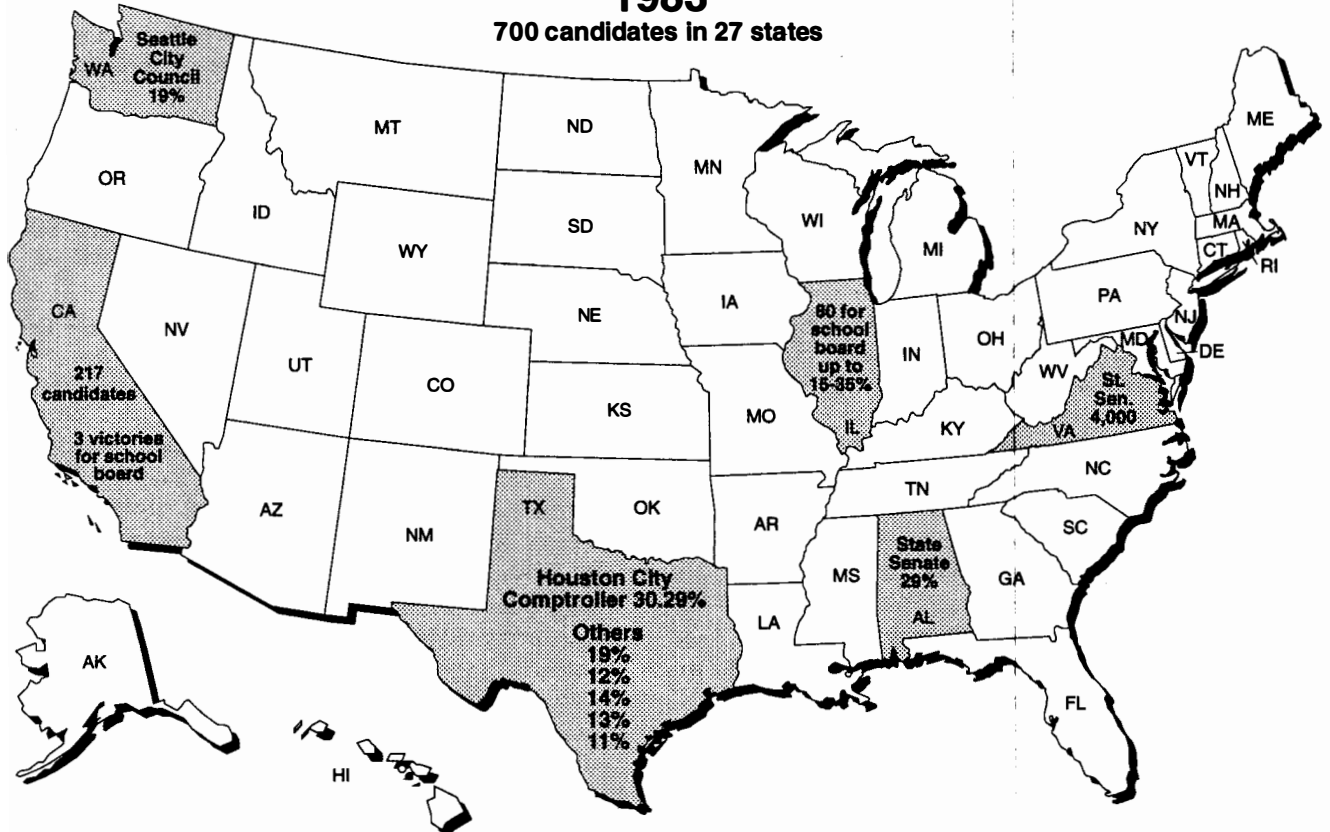 700 candidates in 27 states
Seattle
City
Council
19%
WA
OR
CA
217
candidates
3 victories
for school
board
ID
MT
NV
UT
AZ
WY
CO
NM
ND
SD
NE
KS
OK
TX
Houston City
Comptroller 30.29%
Others
19%
12%
14%
13%
11%
MN
IA
MO
AR
LA
WI
80 for
school
board
up to
15-35%
IL
MI
IN
OH
KY
TN
MS
State
Senate
29%
AL
GA
FL
SC
NC
St.
Sen.
4,000
VA
WV
MD
DE
PA
NJ
NY
CT
RI
MA
VT
NH
ME
AK
HI